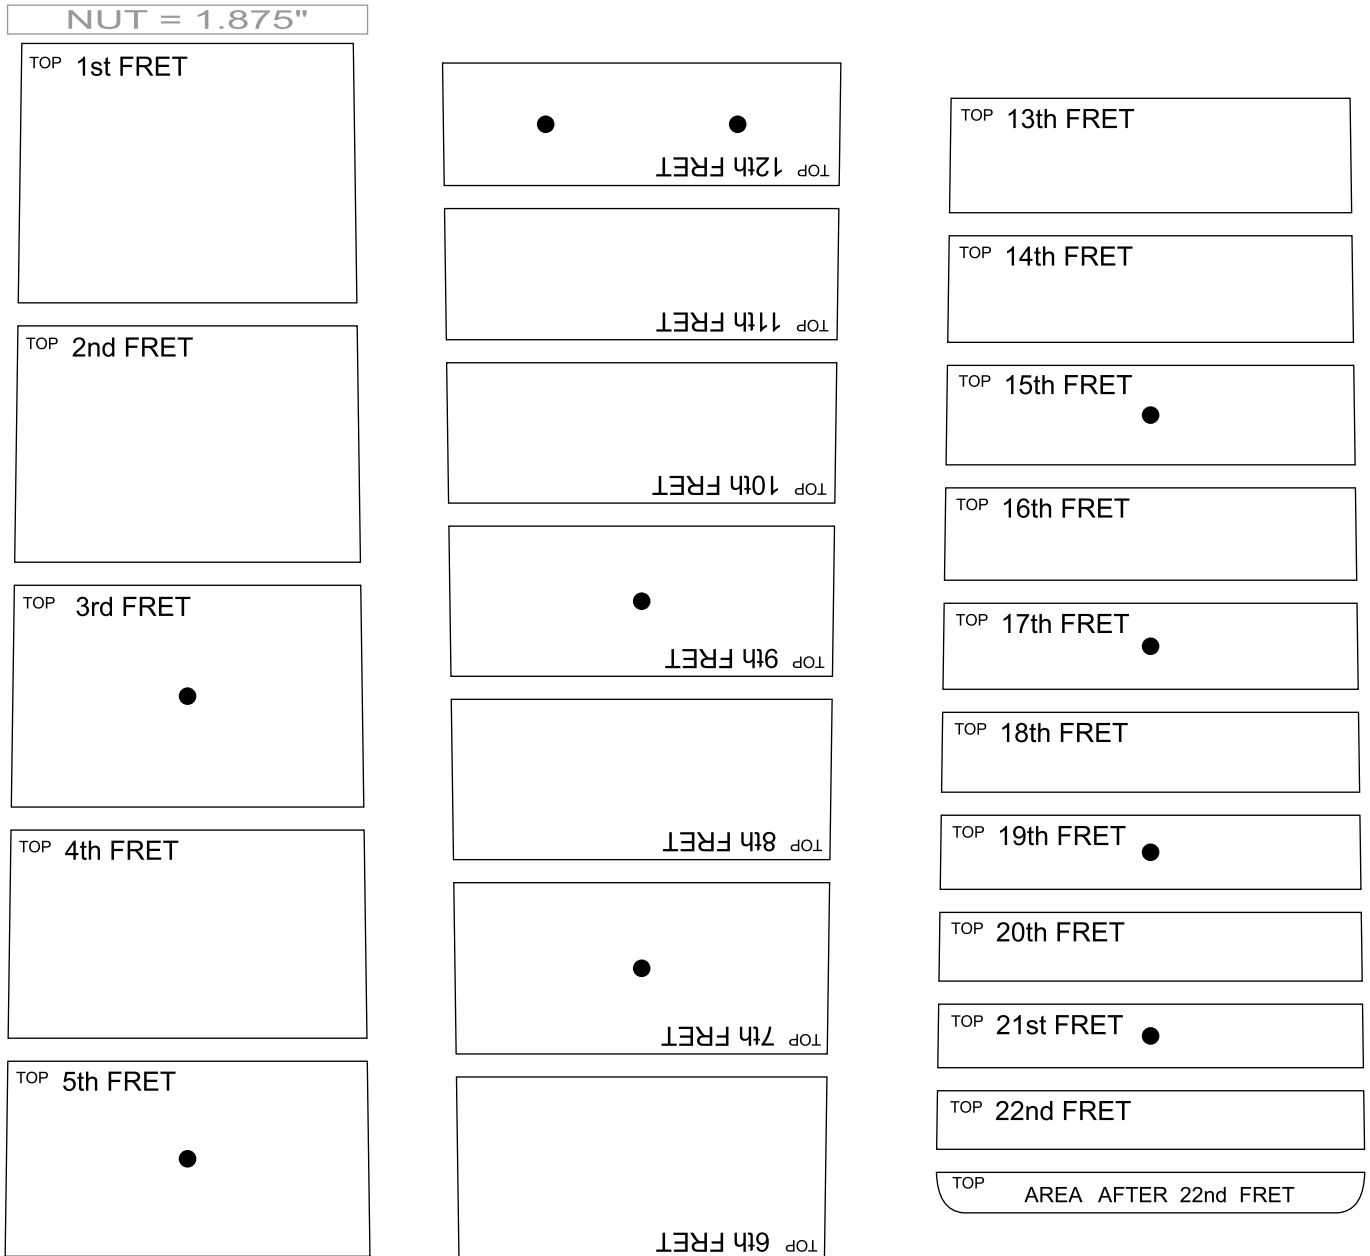 NUT = 1.875"
TOP 1st FRET
TOP 2nd FRET
TOP 3rd FRET
TOP 4th FRET
TOP 5th FRET
TOP 12th FRET
TOP 11th FRET
TOP 10th FRET
TOP 9th FRET
TOP 8th FRET
TOP 7th FRET
TOP 6th FRET
TOP 13th FRET
TOP 14th FRET
TOP 15th FRET
TOP 16th FRET
TOP 17th FRET
TOP 18th FRET
TOP 19th FRET
TOP 20th FRET
TOP 21st FRET
TOP 22nd FRET
TOP AREA AFTER 22nd FRET